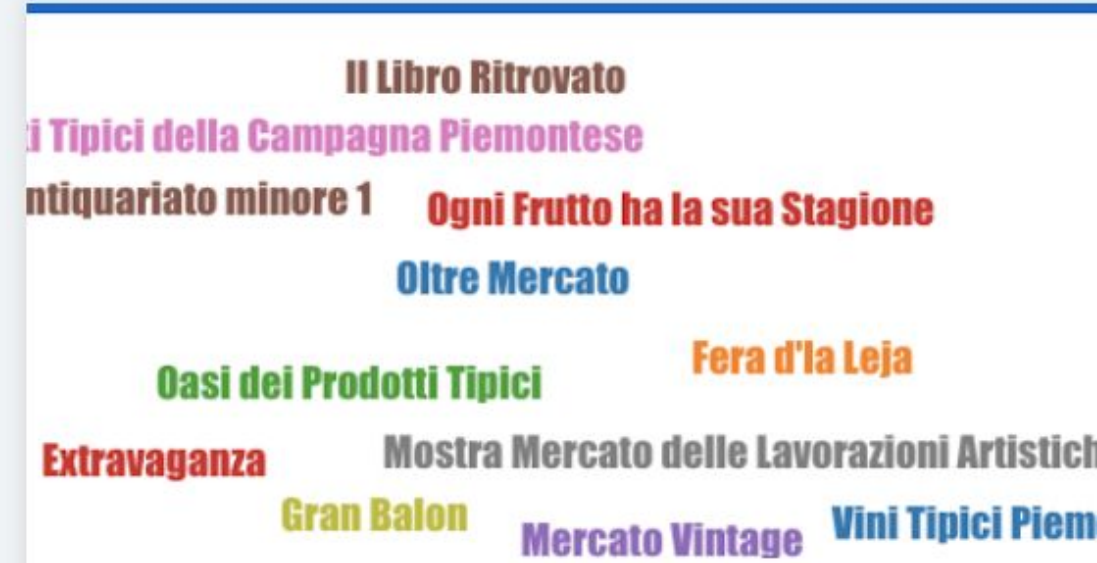 Il Libro Ritrovato
i Tipici della Campagna Piemontese
ntiquariato minore 1
Ogni Frutto ha la sua Stagione
Oltre Mercato
Fera d'la Leja
Oasi dei Prodotti Tipici
Mostra Mercato delle Lavorazioni Artistich
Extravaganza
Gran Balon
Mercato Vintage
Vini Tipici Piem